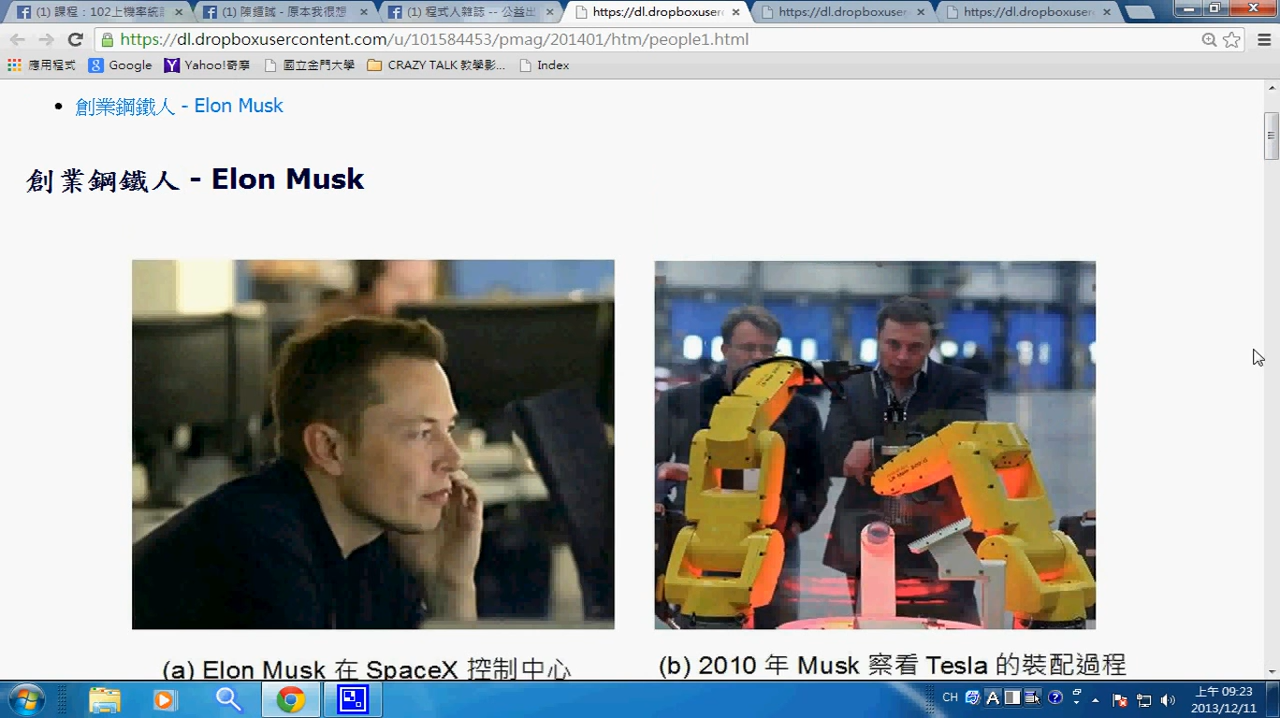 (1) 課程：102上機率統計
(1) 陳鍾誠 - 原本我很想
(1) 程式人雜誌 -- 公益出
https://dl.dropboxuser
https://dl.dropboxuser
https://dl.dropboxuser
https://dl.dropboxusercontent.com/u/101584453/pmag/201401/htm/people1.html
應用程式
Google
Yahoo!奇摩
國立金門大學
CRAZY TALK 教學影...
Index
創業鋼鐵人 - Elon Musk
創業鋼鐵人 - Elon Musk
(a) Elon Musk 在 SpaceX 控制中心
(b) 2010 年 Musk 察看 Tesla 的裝配過程
CH
上午 09:23
2013/12/11